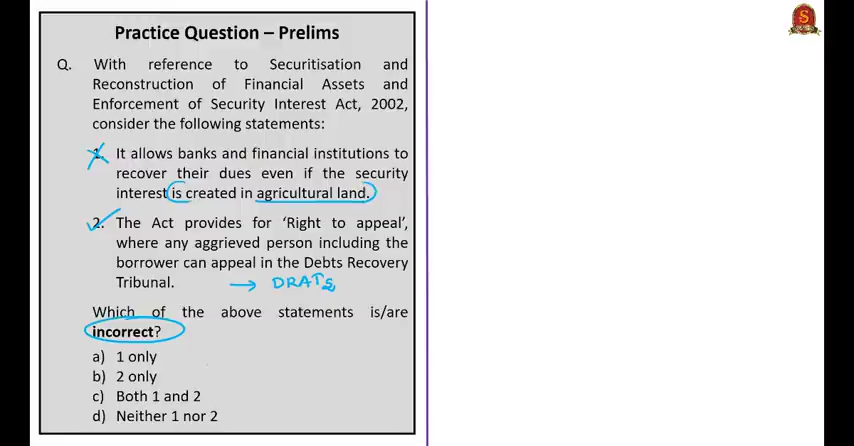 Practice Question – Prelims
Q. With reference to Securitisation and
Reconstruction of Financial Assets and
Enforcement of Security Interest Act, 2002,
consider the following statements:
1. It allows banks and financial institutions to
recover their dues even if the security
interest is created in agricultural land.
2. The Act provides for ‘Right to appeal’,
where any aggrieved person including the
borrower can appeal in the Debts Recovery
Tribunal. → DRATs
Which of the above statements is/are
incorrect?
a) 1 only
b) 2 only
c) Both 1 and 2
d) Neither 1 nor 2